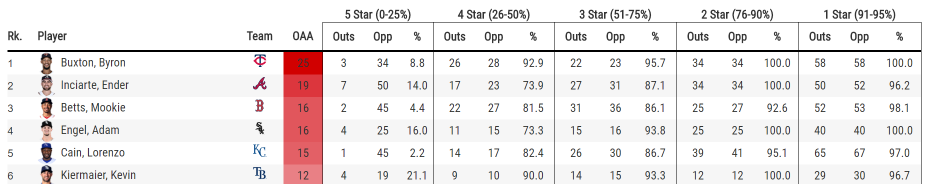 5 Star (0-25%) 4 Star (26-50%) 3 Star (51-75%) 2 Star (76-90%) 1 Star (91-95%)
Rk. Player Team OAA Outs Opp % Outs Opp % Outs Opp % Outs Opp % Outs Opp %
1 Buxton, Byron 25 3 34 8.8 26 28 92.9 22 23 95.7 34 34 100.0 58 58 100.0
2 Inciarte, Ender A 19 7 50 14.0 17 23 73.9 27 31 87.1 34 34 100.0 50 52 96.2
3 Betts, Mookie B 16 2 45 4.4 22 27 81.5 31 36 86.1 25 27 92.6 52 53 98.1
4 Engel, Adam 16 4 25 16.0 11 15 73.3 15 16 93.8 25 25 100.0 40 40 100.0
5 Cain, Lorenzo KC 15 1 45 2.2 14 17 82.4 26 30 86.7 39 41 95.1 65 67 97.0
6 Kiermaier, Kevin TB 12 4 19 21.1 9 10 90.0 14 15 93.3 12 12 100.0 29 30 96.7